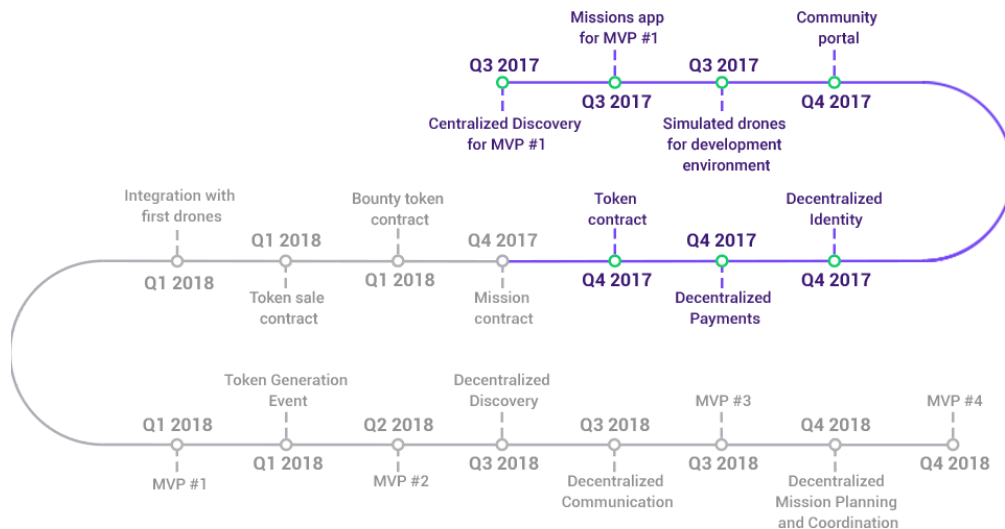 Missions app
for MVP #1
Community
portal
Q3 2017
Q3 2017
Q3 2017
Q4 2017
Centralized Discovery
for MVP #1
Simulated drones
for development
environment
Integration with
first drones
Bounty token
contract
Token
contract
Decentralized
Identity
Q1 2018
Q4 2017
Q4 2017
Q1 2018
Q1 2018
Q4 2017
Q4 2017
Token sale
contract
Mission
contract
Decentralized
Payments
Token Generation
Event
Decentralized
Discovery
MVP #3
MVP #4
Q1 2018
Q2 2018
Q3 2018
Q4 2018
Q1 2018
Q3 2018
Q3 2018
Q4 2018
MVP #1
MVP #2
Decentralized
Communication
Decentralized
Mission Planning
and Coordination